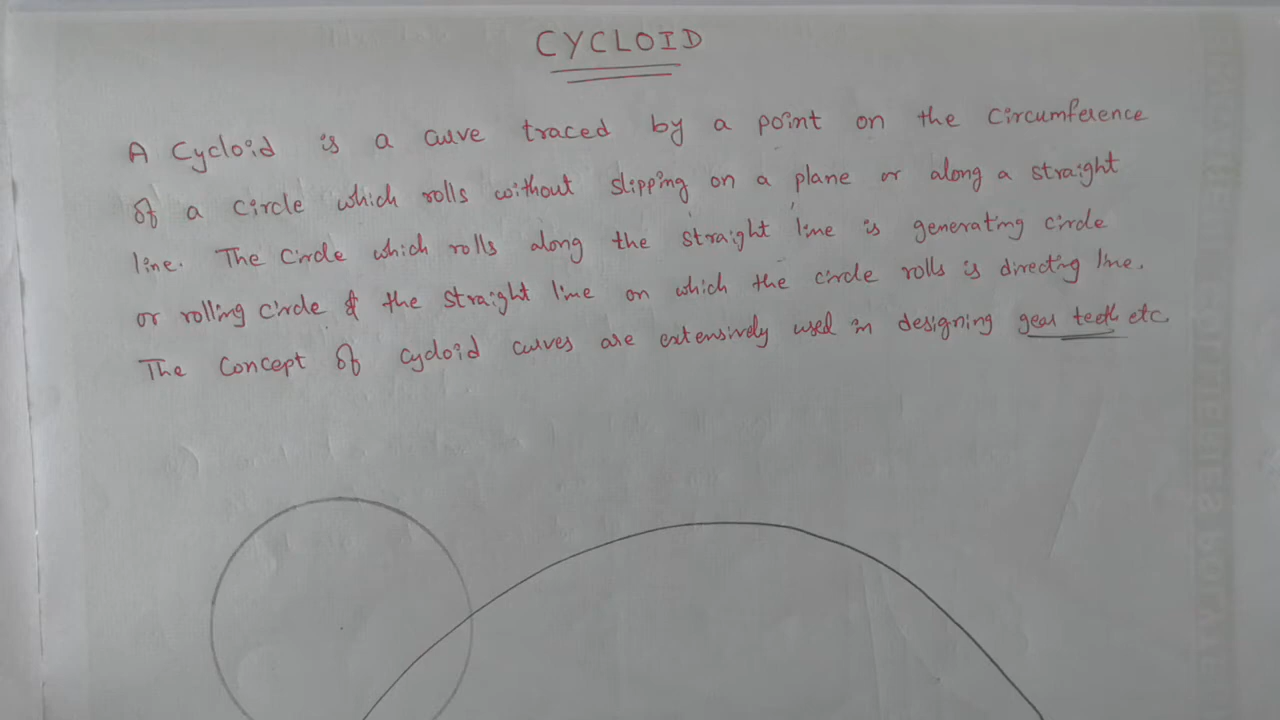 CYCLOID
A Cycloid is a curve traced by a point on the Circumference
of a circle which rolls without slipping on a plane or along a straight
line. The Circle which rolls along the straight line is generating circle
or rolling circle & the straight line on which the circle rolls is directing line.
The Concept of cycloid curves are extensively used in designing gear teeth etc